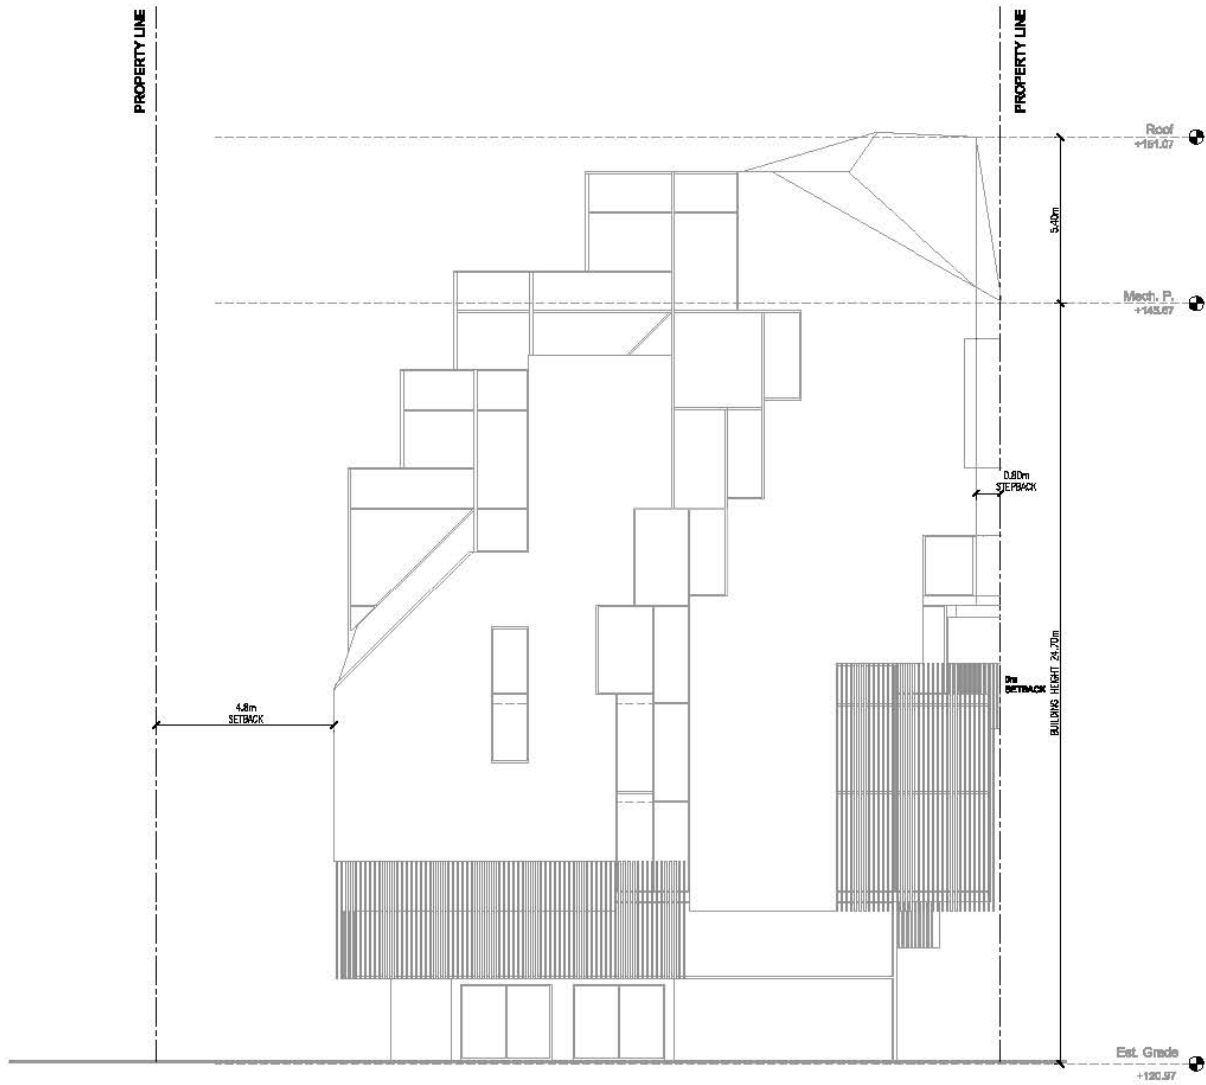 PROPERTY LINE
PROPERTY LINE
Roof
+151.07
5.40m
Mech. P.
+145.67
0.80m
STEPBACK
0m
SETBACK
BUILDING HEIGHT 24.70m
4.8m
SETBACK
Est. Grade
+120.97